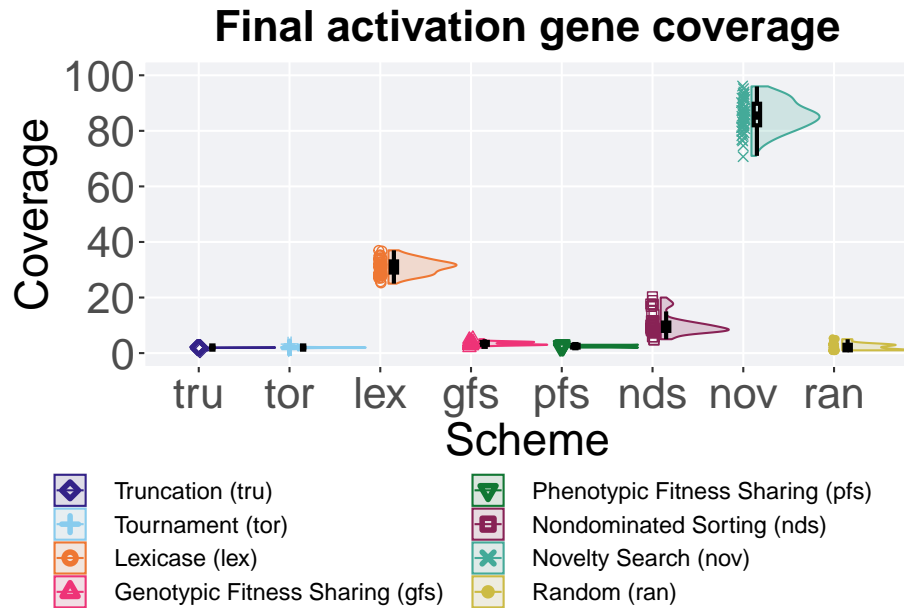 Final activation gene coverage
Coverage
100
80
60
40
20
0
tru tor lex gfs pfs nds nov ran
Scheme
Truncation (tru)
Tournament (tor)
Lexicase (lex)
Genotypic Fitness Sharing (gfs)
Phenotypic Fitness Sharing (pfs)
Nondominated Sorting (nds)
Novelty Search (nov)
Random (ran)